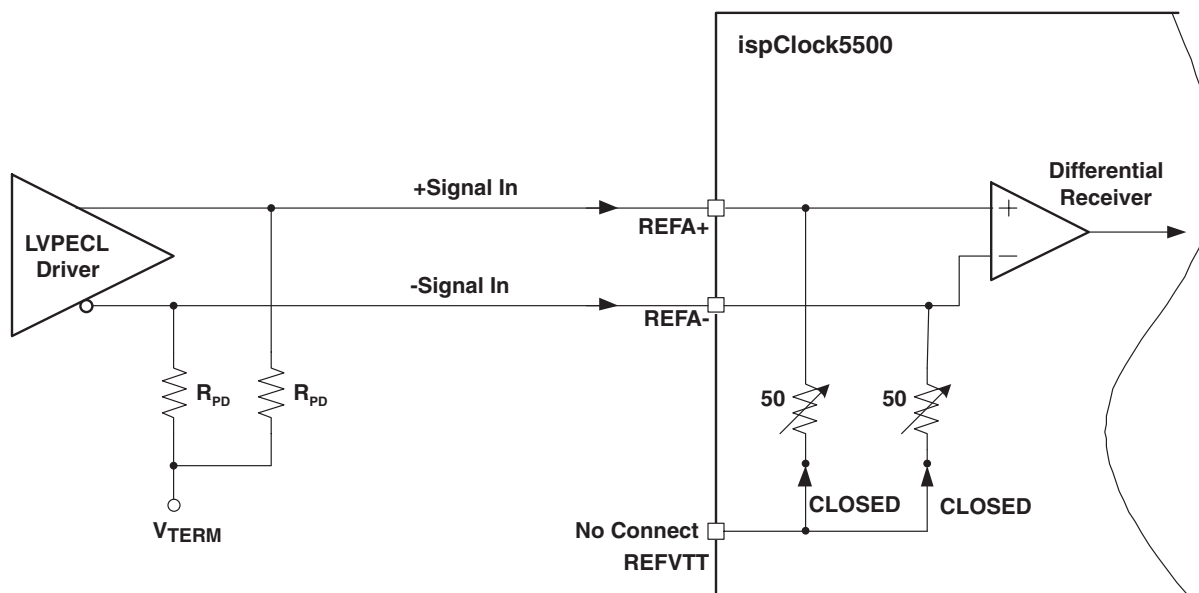 ispClock5500
Differential
Receiver
+Signal In
REFA+
+
LVPECL
Driver
-Signal In
REFA-
—
RPD
RPD
50
50
CLOSED
CLOSED
VTERM
No Connect
REFVTT